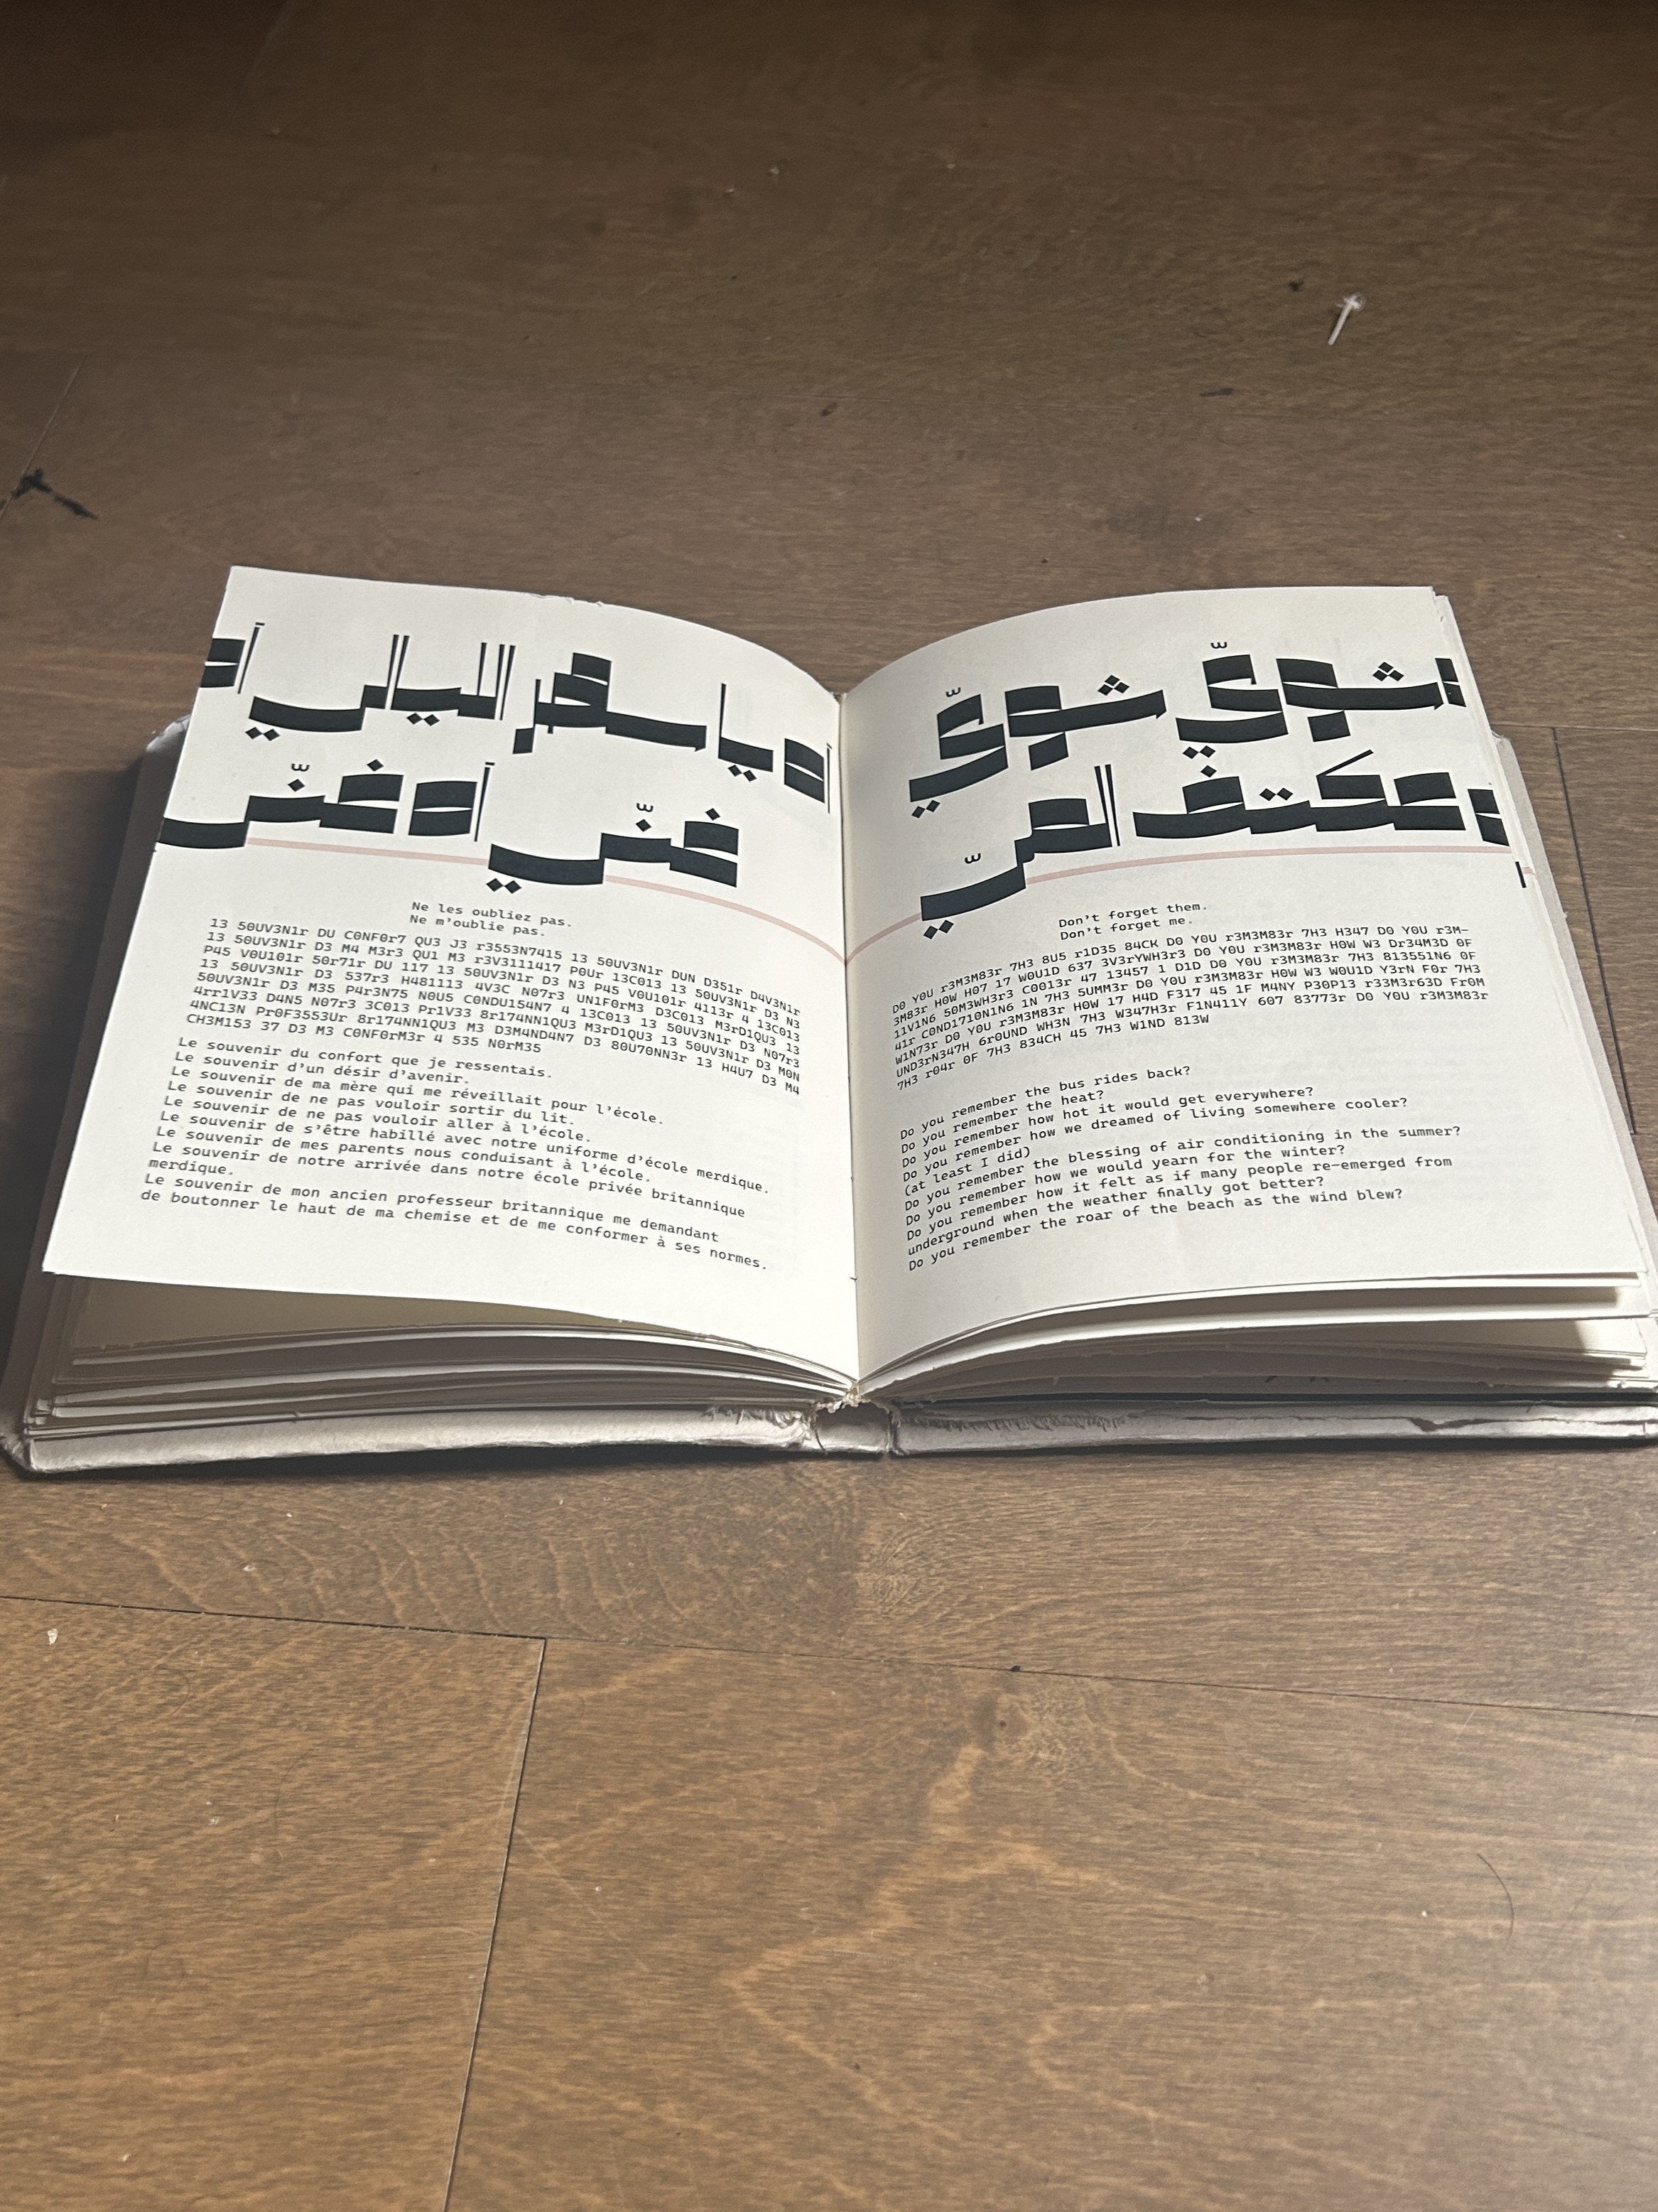 آه يا سهر الليالي آه
غنّي آه غنّي
Ne les oubliez pas.
Ne m'oublie pas.
13 50UV3N1r DU C0NF0r7 QU3 J3 r3553N7415 13 50UV3N1r DUN D351r D4V3N1r
13 50UV3N1r D3 M4 M3r3 QU1 M3 r3V3111417 P0Ur 13C013 13 50UV3N1r D3 N3
P45 V0U101r 50r71r DU 117 13 50UV3N1r D3 N3 P45 V0U101r 4113r 4 13C013
13 50UV3N1r D3 537r3 H481113 4V3C N07r3 UN1F0rM3 D3C013 M3rD1QU3 13
50UV3N1r D3 M35 P4r3N75 N0U5 C0NDU154N7 4 13C013 13 50UV3N1r D3 N07r3
4rr1V33 D4N5 N07r3 3C013 Pr1V33 8r174NN1QU3 M3rD1QU3 13 50UV3N1r D3 M0N
4NC13N Pr0F3553Ur 8r174NN1QU3 M3 D3M4ND4N7 D3 80U70NN3r 13 H4U7 D3 M4
CH3M153 37 D3 M3 C0NF0rM3r 4 535 N0rM35
Le souvenir du confort que je ressentais.
Le souvenir d'un désir d'avenir.
Le souvenir de ma mère qui me réveillait pour l'école.
Le souvenir de ne pas vouloir sortir du lit.
Le souvenir de ne pas vouloir aller à l'école.
Le souvenir de s'être habillé avec notre uniforme d'école merdique.
Le souvenir de mes parents nous conduisant à l'école.
Le souvenir de notre arrivée dans notre école privée britannique
merdique.
Le souvenir de mon ancien professeur britannique me demandant
de boutonner le haut de ma chemise et de me conformer à ses normes.
شويّ شويّ
عكتف الميّ
Don't forget them.
Don't forget me.
D0 Y0U r3M3M83r 7H3 8U5 r1D35 84CK D0 Y0U r3M3M83r 7H3 H347 D0 Y0U r3M-
3M83r H0W H07 17 W0U1D 637 3V3rYWH3r3 D0 Y0U r3M3M83r H0W W3 Dr34M3D 0F
11V1N6 50M3WH3r3 C0013r 47 13457 1 D1D D0 Y0U r3M3M83r 7H3 813551N6 0F
41r C0ND1710N1N6 1N 7H3 5UMM3r D0 Y0U r3M3M83r H0W W3 W0U1D Y3rN F0r 7H3
W1N73r D0 Y0U r3M3M83r H0W 17 H4D F317 45 1F M4NY P30P13 r33M3r63D Fr0M
UND3rN347H 6r0UND WH3N 7H3 W347H3r F1N411Y 607 83773r D0 Y0U r3M3M83r
7H3 r04r 0F 7H3 834CH 45 7H3 W1ND 813W
Do you remember the bus rides back?
Do you remember the heat?
Do you remember how hot it would get everywhere?
Do you remember how we dreamed of living somewhere cooler?
(at least I did)
Do you remember the blessing of air conditioning in the summer?
Do you remember how we would yearn for the winter?
Do you remember how it felt as if many people re-emerged from
underground when the weather finally got better?
Do you remember the roar of the beach as the wind blew?